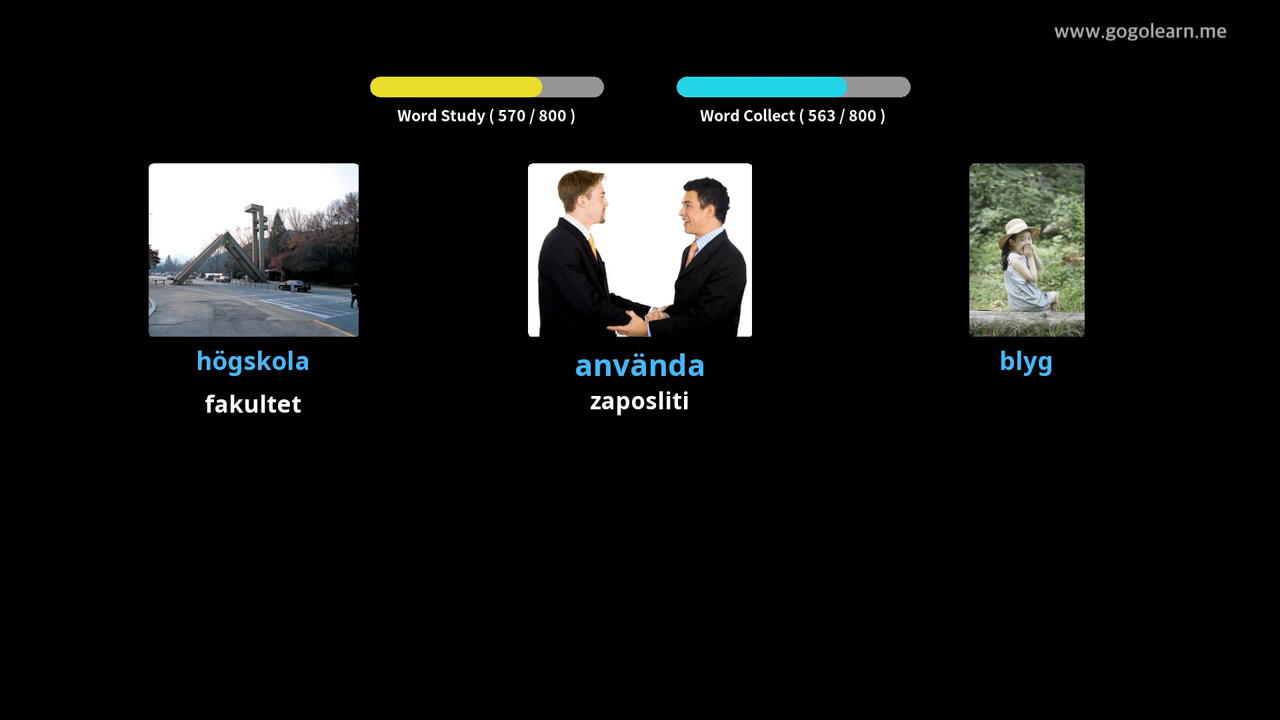 www.gogolearn.me
Word Study ( 570 / 800 )
Word Collect ( 563 / 800 )
högskola
använda
blyg
fakultet
zaposliti